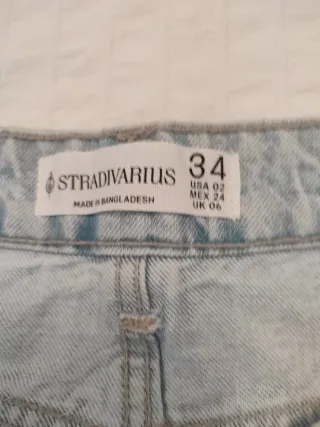 STRADIVARIUS
MADE IN BANGLADESH
34
USA 02
MEX 24
UK 06